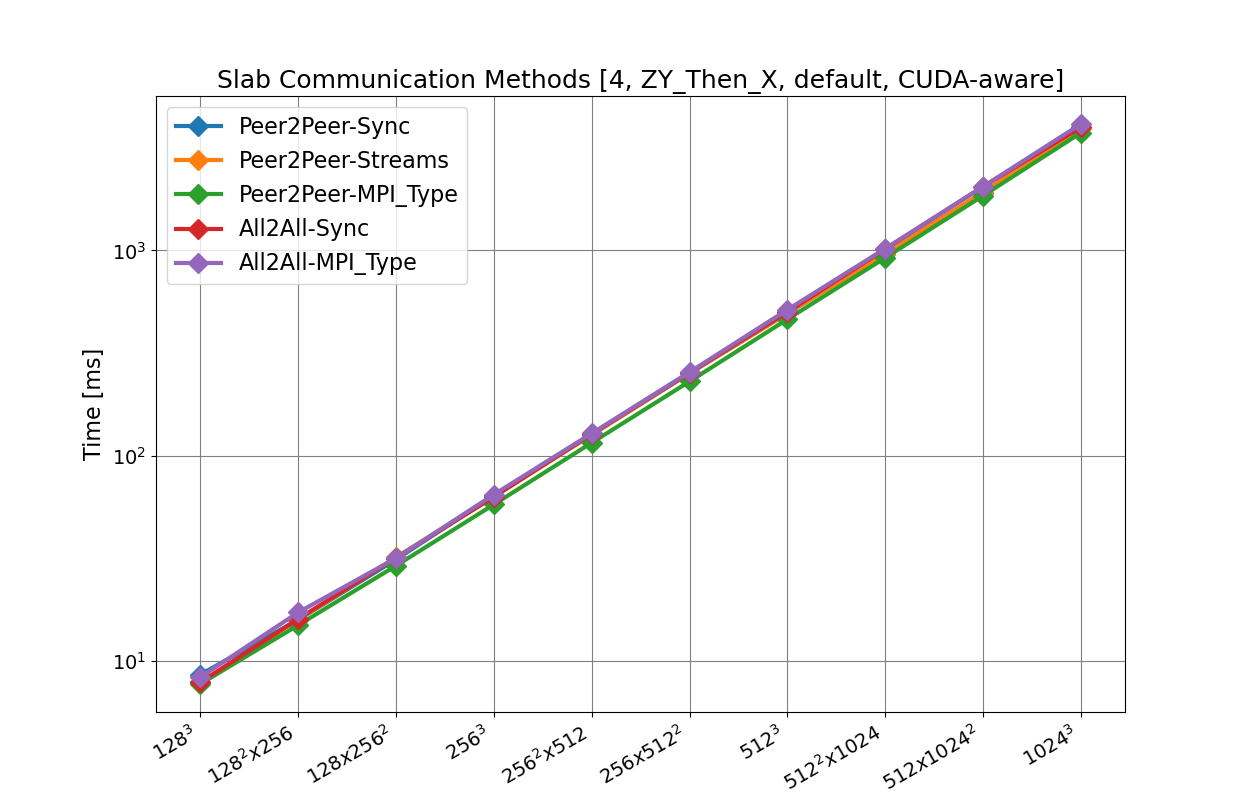 Slab Communication Methods [4, ZY_Then_X, default, CUDA-aware]
Peer2Peer-Sync
Peer2Peer-Streams
Peer2Peer-MPI_Type
All2All-Sync
All2All-MPI_Type
Time [ms]
10³
10²
10¹
128³
128²x256
128x256²
256³
256²x512
256x512²
512³
512²x1024
512x1024²
1024³